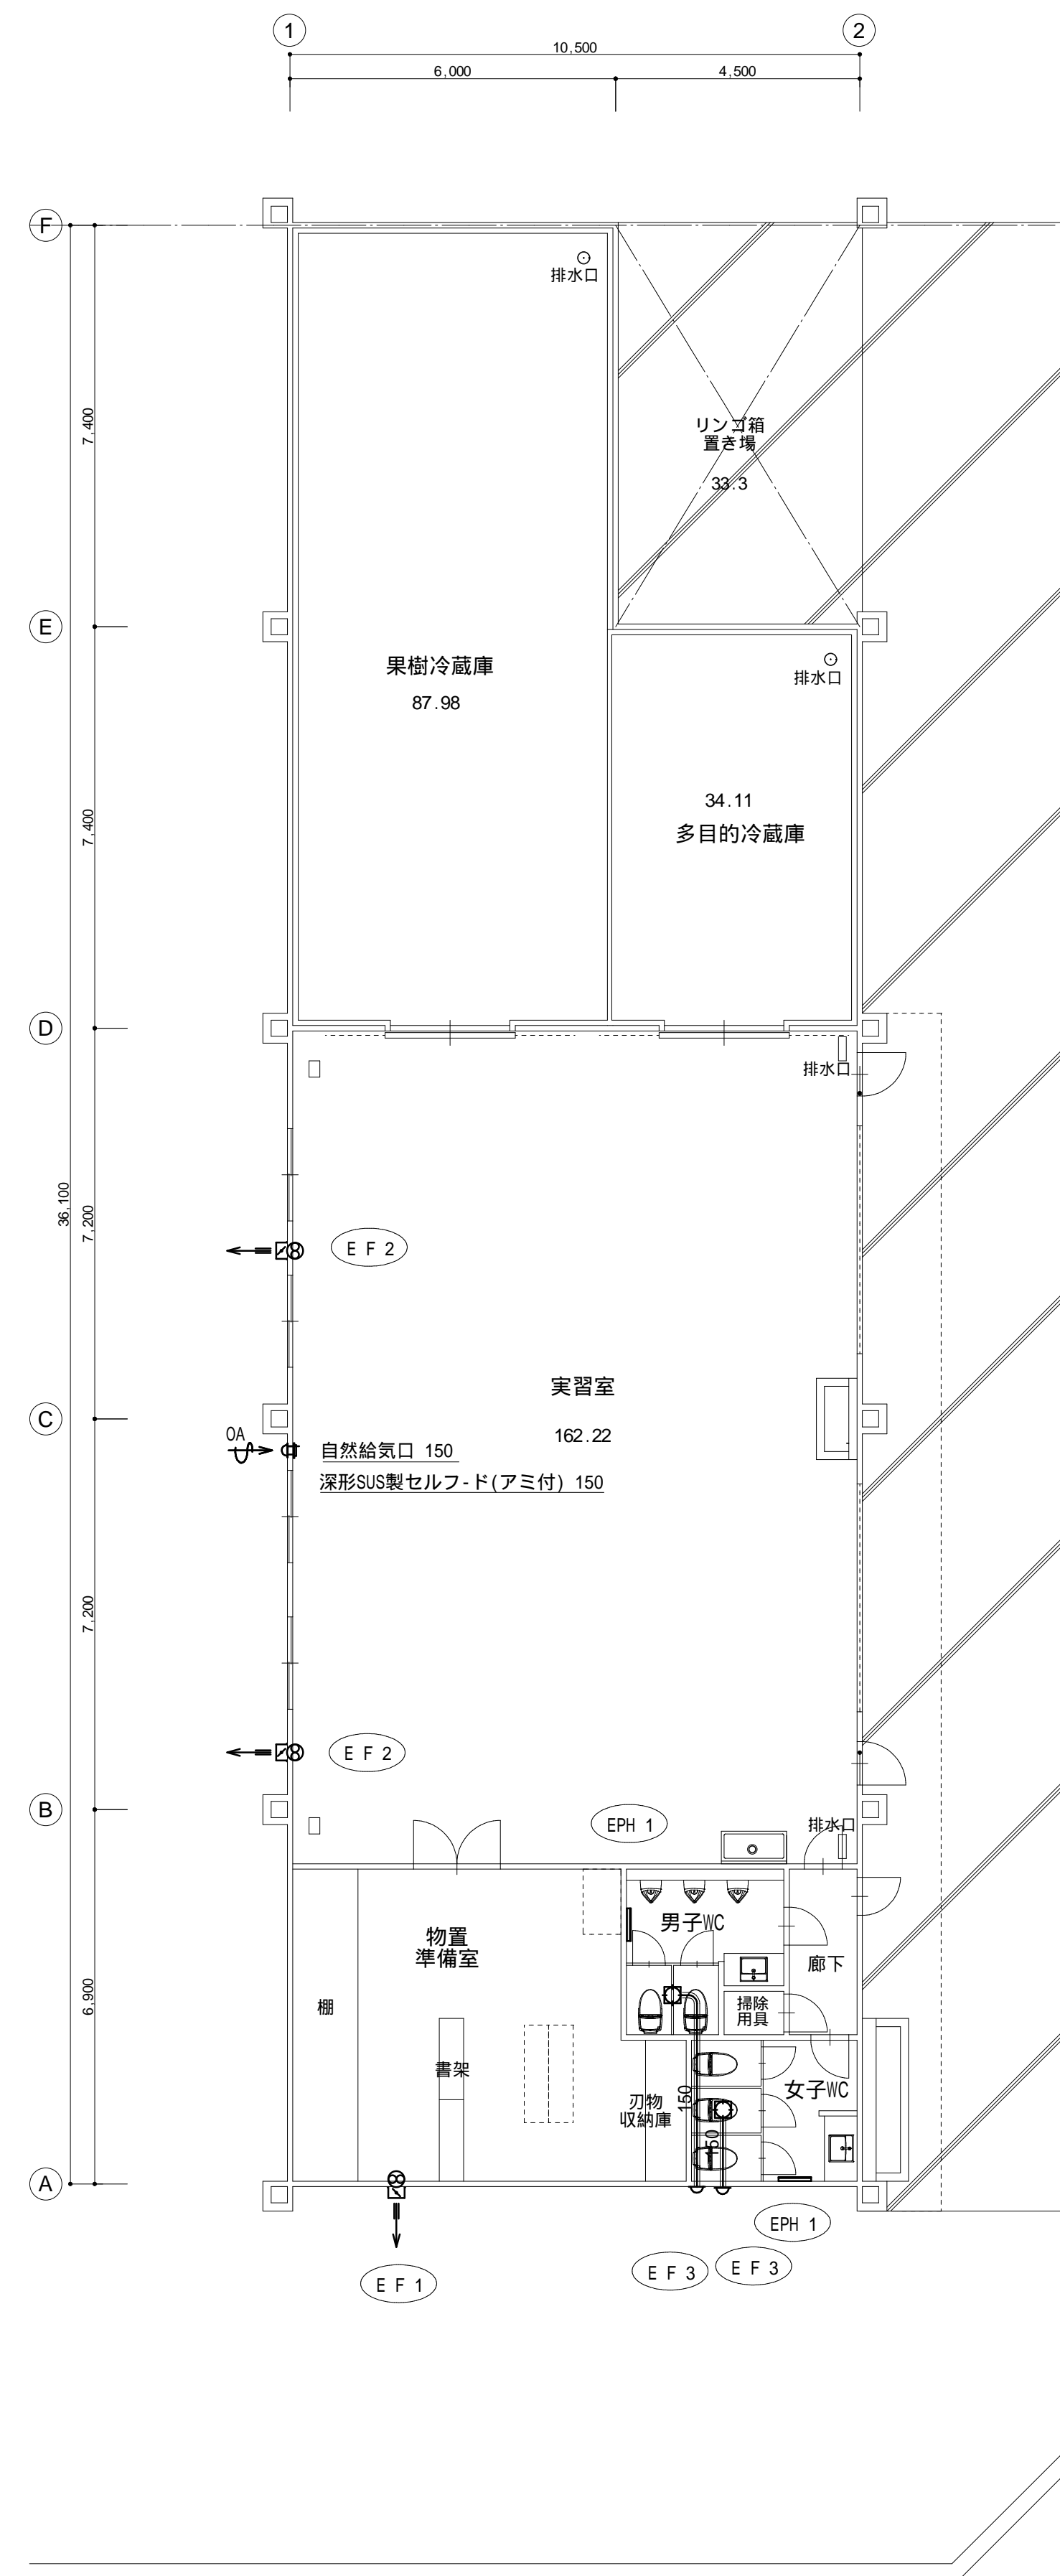 1
2
10,500
6,000
4,500
F
排水口
7,400
リンゴ箱
置き場
33.3
E
果樹冷蔵庫
87.98
排水口
34.11
多目的冷蔵庫
7,400
D
排水口
36,100
7,200
E F 2
実習室
162.22
C
OA
自然給気口 150
深形SUS製セルフ-ド(アミ付) 150
7,200
E F 2
B
EPH 1
排水口
物置
準備室
男子WC
廊下
6,900
棚
掃除
用具
書架
刃物
収納庫
150
女子WC
150
A
EPH 1
E F 3
E F 3
E F 1